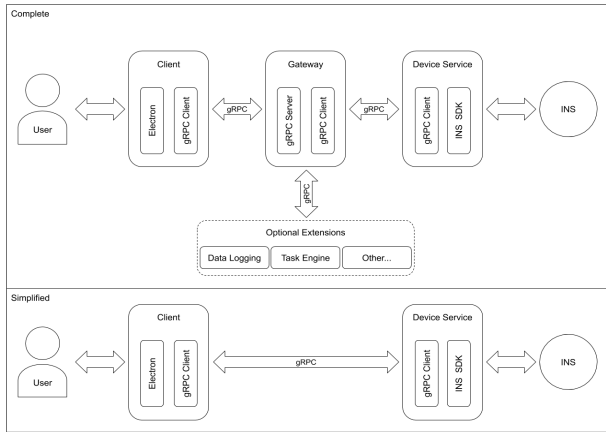 Complete
Client
Gateway
Device Service
User
Electron
gRPC Client
gRPC
gRPC Server
gRPC Client
gRPC
gRPC Client
INS SDK
INS
gRPC
Optional Extensions
Data Logging
Task Engine
Other...
Simplified
Client
Device Service
User
Electron
gRPC Client
gRPC
gRPC Client
INS SDK
INS